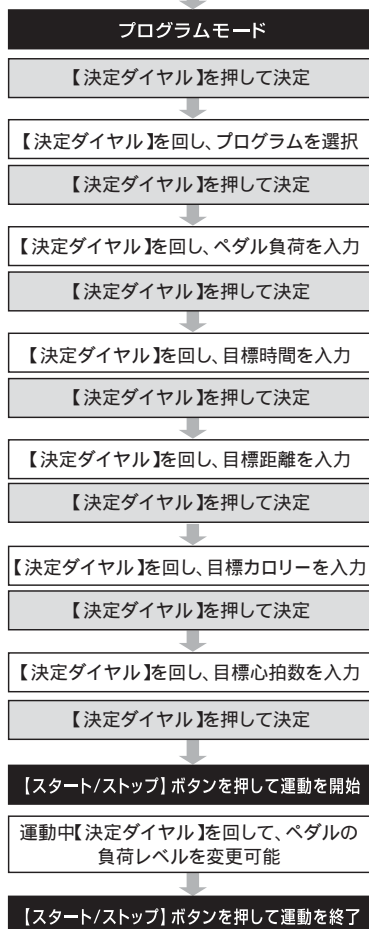 プログラムモード
【決定ダイヤル】を押して決定
【決定ダイヤル】を回し、プログラムを選択
【決定ダイヤル】を押して決定
【決定ダイヤル】を回し、ペダル負荷を入力
【決定ダイヤル】を押して決定
【決定ダイヤル】を回し、目標時間を入力
【決定ダイヤル】を押して決定
【決定ダイヤル】を回し、目標距離を入力
【決定ダイヤル】を押して決定
【決定ダイヤル】を回し、目標カロリーを入力
【決定ダイヤル】を押して決定
【決定ダイヤル】を回し、目標心拍数を入力
【決定ダイヤル】を押して決定
【スタート/ストップ】ボタンを押して運動を開始
運動中【決定ダイヤル】を回して、ペダルの
負荷レベルを変更可能
【スタート/ストップ】ボタンを押して運動を終了